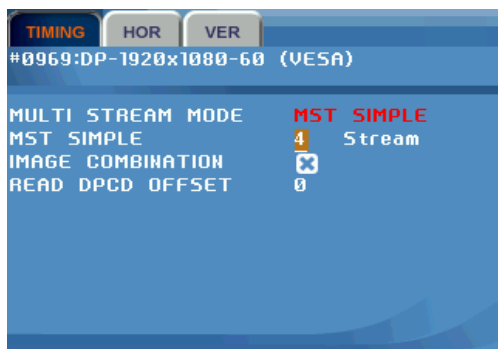 TIMING HOR VER
#0969:DP-1920x1080-60 (VESA)
MULTI STREAM MODE MST SIMPLE
MST SIMPLE 4 Stream
IMAGE COMBINATION
READ DPCD OFFSET 0